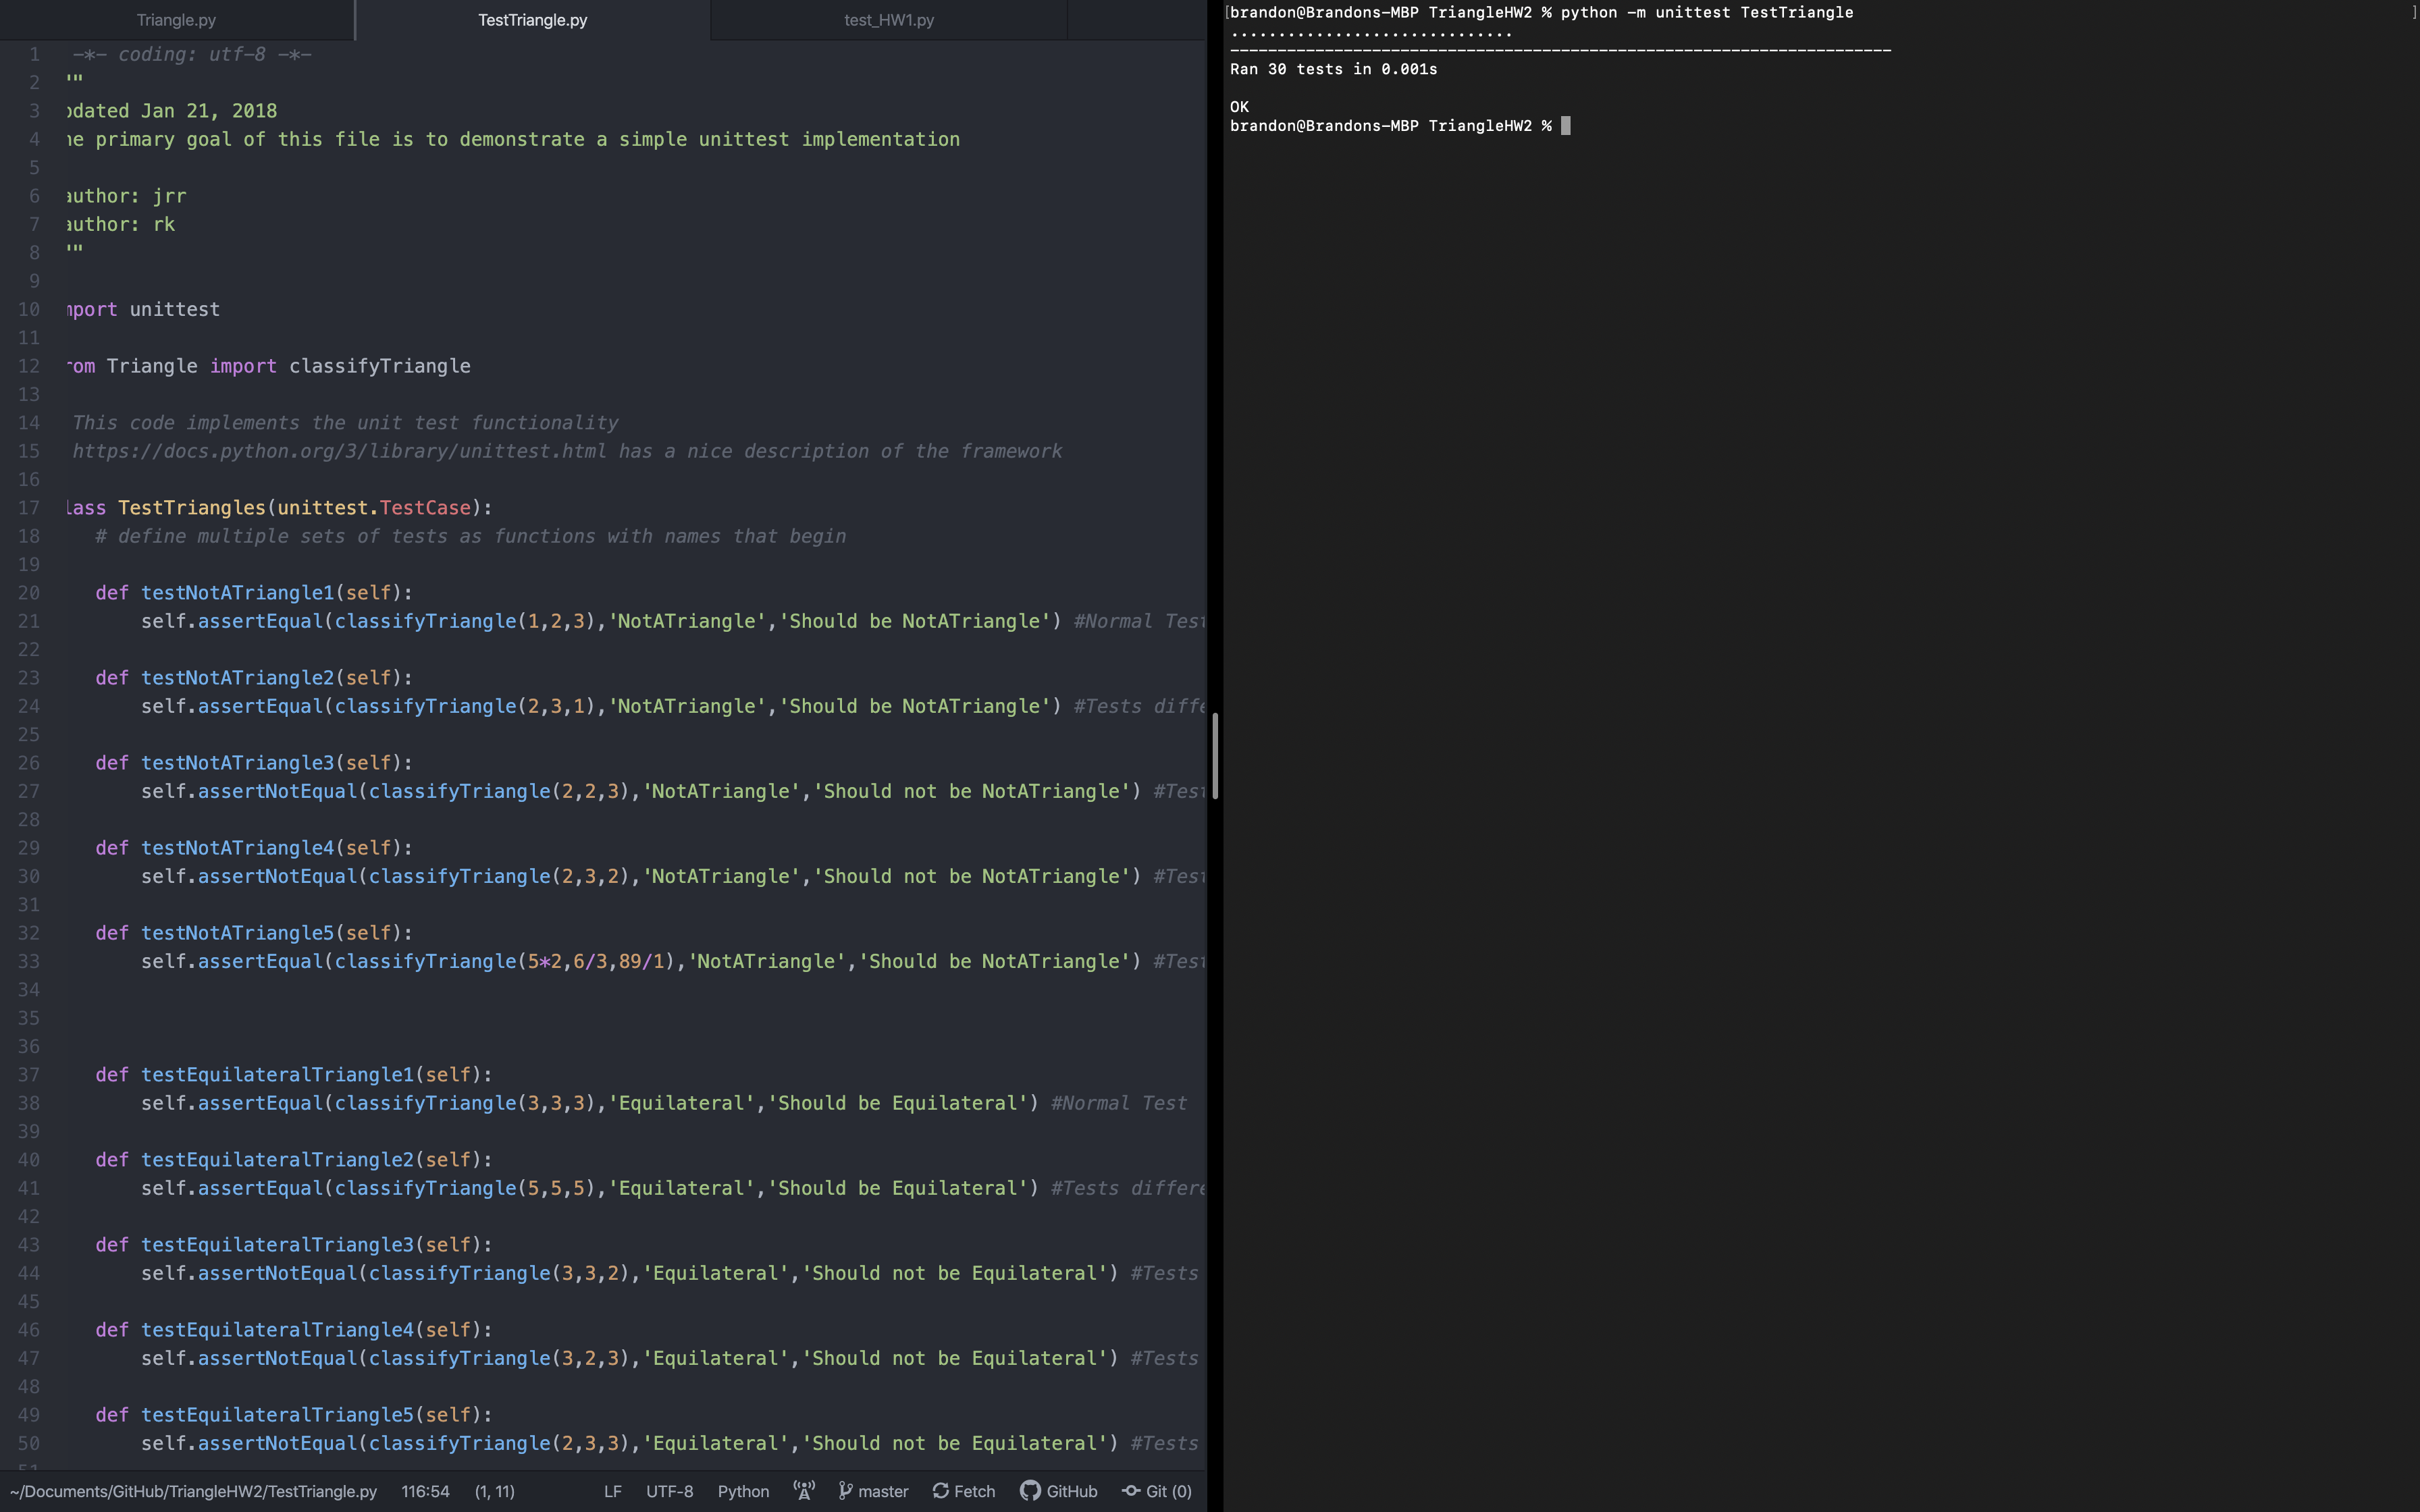 Triangle.py
TestTriangle.py
test_HW1.py
1 -*- coding: utf-8 -*-
2 ""
3 pdated Jan 21, 2018
4 he primary goal of this file is to demonstrate a simple unittest implementation
5
6 author: jrr
7 author: rk
8 ""
9
10 mport unittest
11
12 rom Triangle import classifyTriangle
13
14 This code implements the unit test functionality
15 https://docs.python.org/3/library/unittest.html has a nice description of the framework
16
17 lass TestTriangles(unittest.TestCase):
18 # define multiple sets of tests as functions with names that begin
19
20 def testNotATriangle1(self):
21 self.assertEqual(classifyTriangle(1,2,3),'NotATriangle','Should be NotATriangle') #Normal Test
22
23 def testNotATriangle2(self):
24 self.assertEqual(classifyTriangle(2,3,1),'NotATriangle','Should be NotATriangle') #Tests diffe
25
26 def testNotATriangle3(self):
27 self.assertNotEqual(classifyTriangle(2,2,3),'NotATriangle','Should not be NotATriangle') #Test
28
29 def testNotATriangle4(self):
30 self.assertNotEqual(classifyTriangle(2,3,2),'NotATriangle','Should not be NotATriangle') #Test
31
32 def testNotATriangle5(self):
33 self.assertEqual(classifyTriangle(5*2,6/3,89/1),'NotATriangle','Should be NotATriangle') #Test
34
35
36
37 def testEquilateralTriangle1(self):
38 self.assertEqual(classifyTriangle(3,3,3),'Equilateral','Should be Equilateral') #Normal Test
39
40 def testEquilateralTriangle2(self):
41 self.assertEqual(classifyTriangle(5,5,5),'Equilateral','Should be Equilateral') #Tests differe
42
43 def testEquilateralTriangle3(self):
44 self.assertNotEqual(classifyTriangle(3,3,2),'Equilateral','Should not be Equilateral') #Tests
45
46 def testEquilateralTriangle4(self):
47 self.assertNotEqual(classifyTriangle(3,2,3),'Equilateral','Should not be Equilateral') #Tests
48
49 def testEquilateralTriangle5(self):
50 self.assertNotEqual(classifyTriangle(2,3,3),'Equilateral','Should not be Equilateral') #Tests
51
~/Documents/GitHub/TriangleHW2/TestTriangle.py 116:54 (1, 11) LF UTF-8 Python master Fetch GitHub Git (0)
[brandon@Brandons-MBP TriangleHW2 % python -m unittest TestTriangle ]
..............................
----------------------------------------------------------------------
Ran 30 tests in 0.001s
OK
brandon@Brandons-MBP TriangleHW2 %